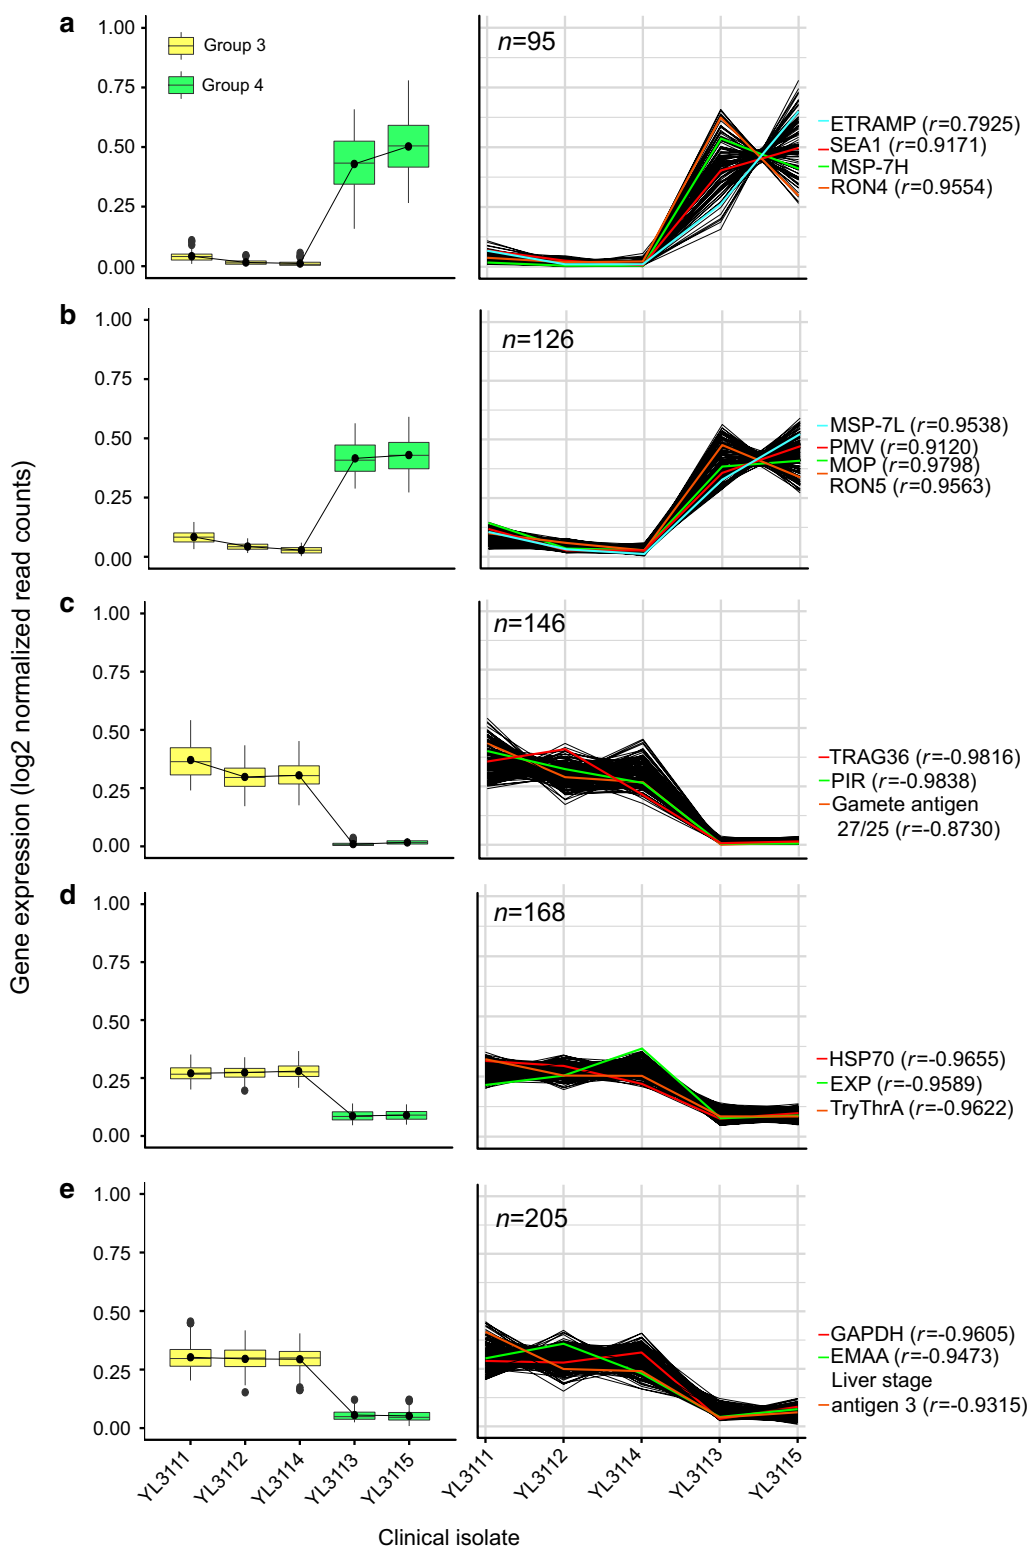 a
1.00
0.75
0.50
0.25
0.00
Group 3
Group 4
n=95
ETRAMP (r=0.7925)
SEA1 (r=0.9171)
MSP-7H
RON4 (r=0.9554)
b
1.00
0.75
0.50
0.25
0.00
n=126
MSP-7L (r=0.9538)
PMV (r=0.9120)
MOP (r=0.9798)
RON5 (r=0.9563)
c
1.00
0.75
0.50
0.25
0.00
n=146
TRAG36 (r=-0.9816)
PIR (r=-0.9838)
Gamete antigen
27/25 (r=-0.8730)
d
1.00
0.75
0.50
0.25
0.00
n=168
HSP70 (r=-0.9655)
EXP (r=-0.9589)
TryThrA (r=-0.9622)
e
1.00
0.75
0.50
0.25
0.00
n=205
GAPDH (r=-0.9605)
EMAA (r=-0.9473)
Liver stage
antigen 3 (r=-0.9315)
Gene expression (log2 normalized read counts)
YL3111
YL3112
YL3114
YL3113
YL3115
YL3111
YL3112
YL3114
YL3113
YL3115
Clinical isolate